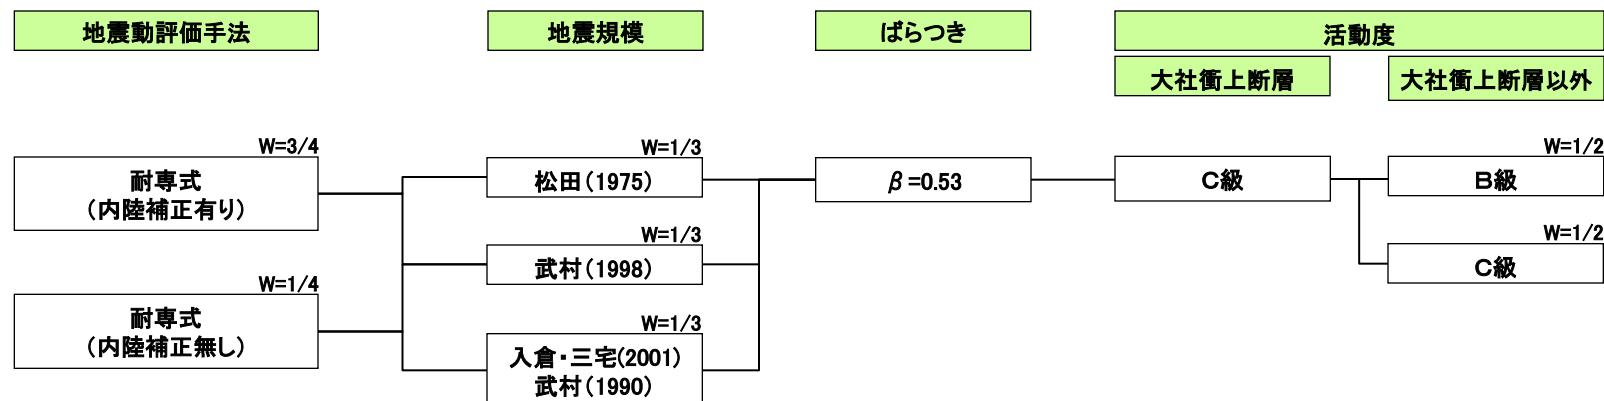 地震動評価手法
地震規模
ばらつき
活動度
大社衝上断層
大社衝上断層以外
W=3/4
耐専式
（内陸補正有り）
W=1/4
耐専式
（内陸補正無し）
W=1/3
松田（1975）
W=1/3
武村（1998）
W=1/3
入倉・三宅(2001)
武村（1990）
β=0.53
C級
W=1/2
B級
W=1/2
C級